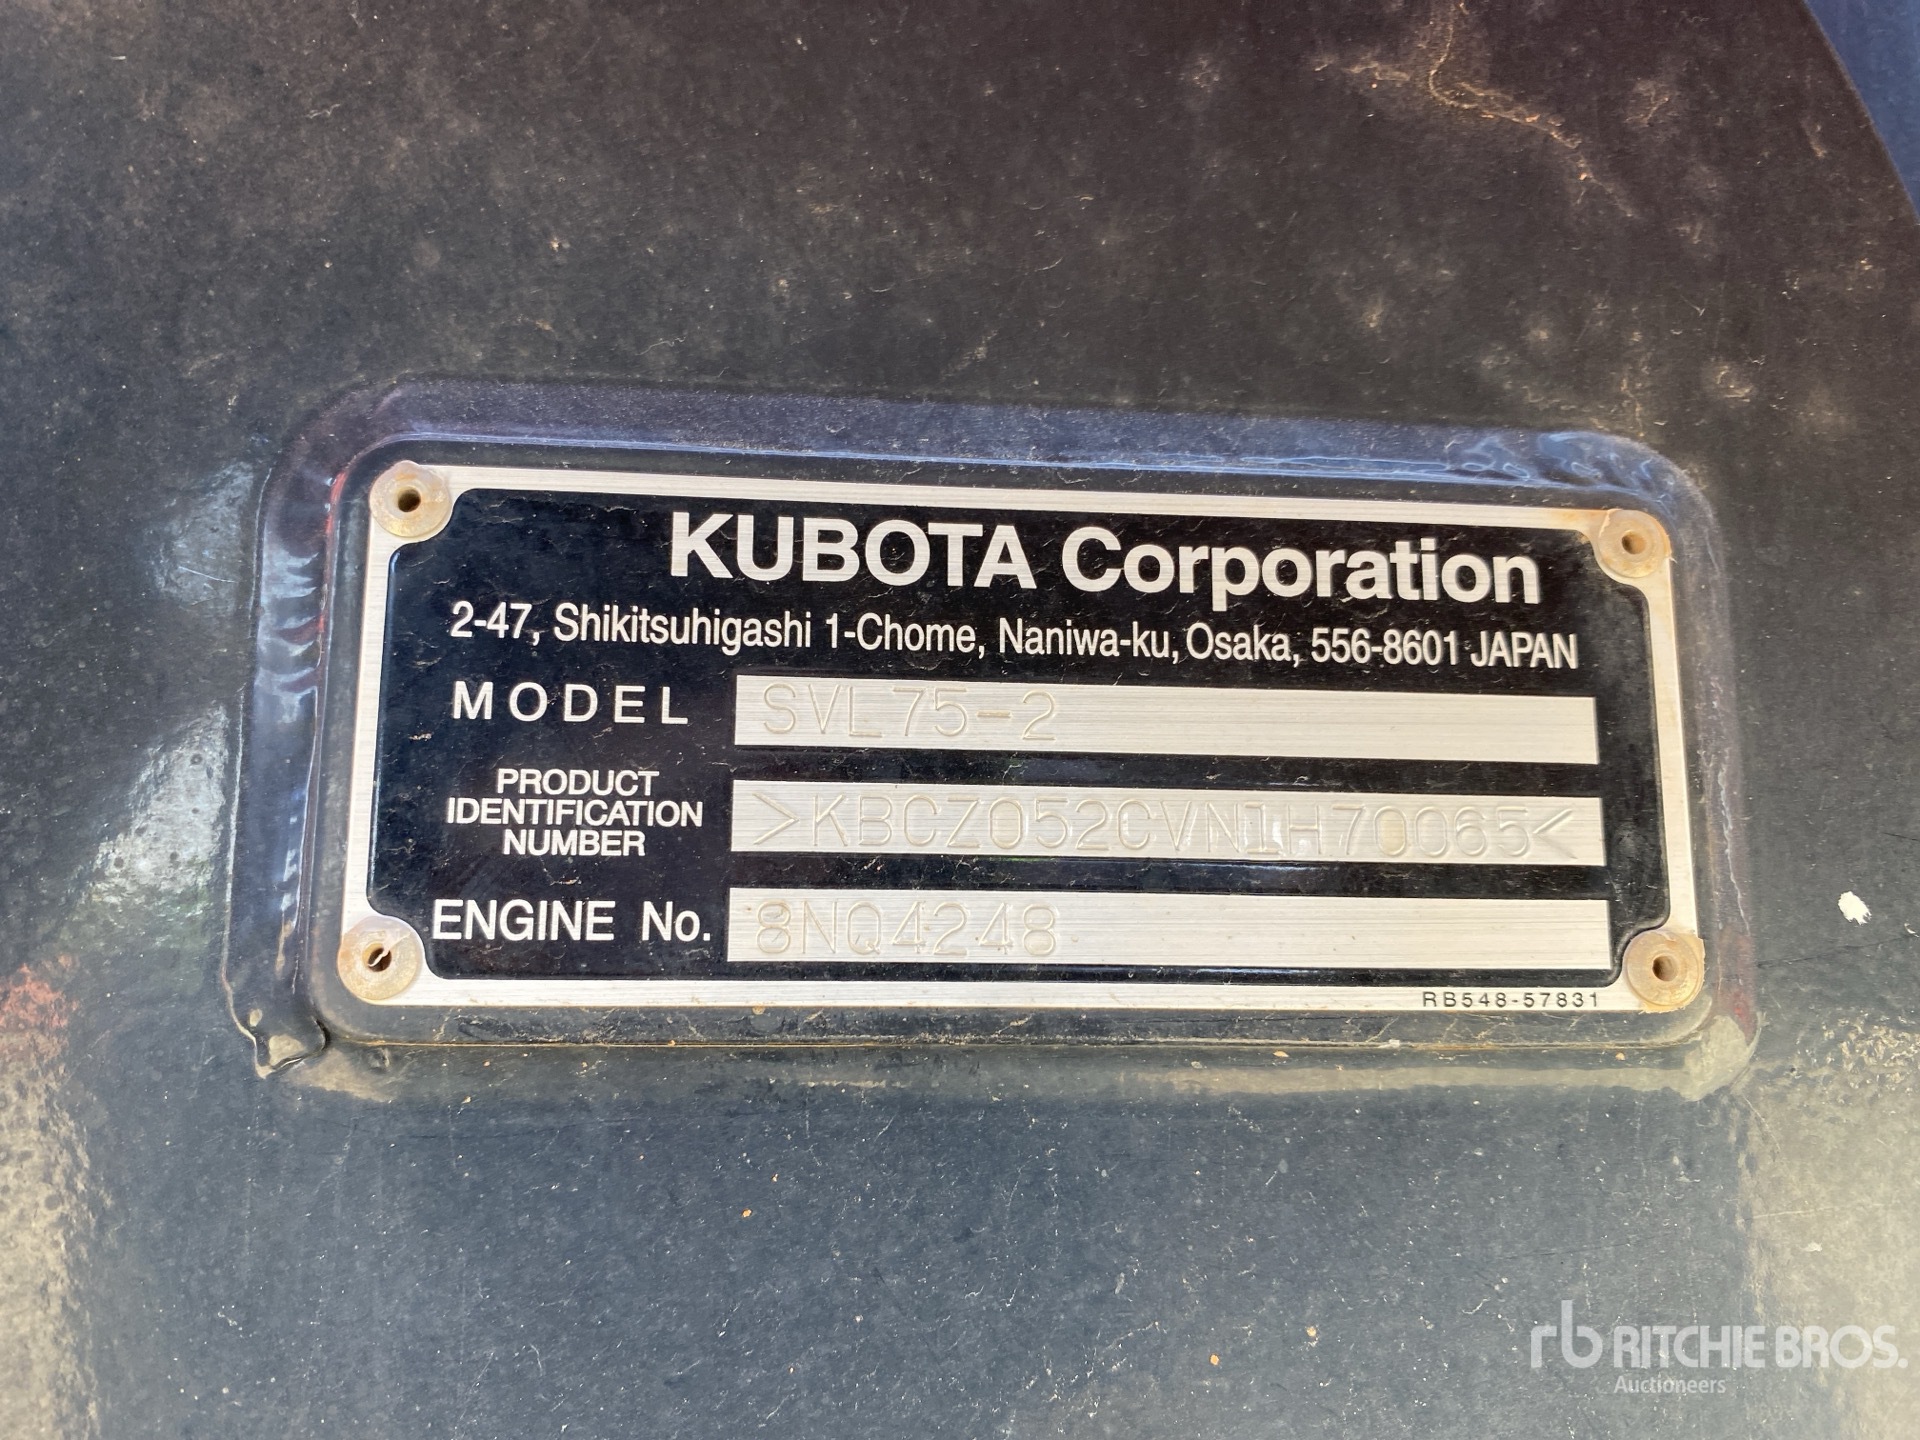 KUBOTA Corporation
2-47, Shikitsuhigashi 1-Chome, Naniwa-ku, Osaka, 556-8601 JAPAN
MODEL SVL75-2
PRODUCT
IDENTIFICATION
NUMBER
>KBCZ052CVN1H70065<
ENGINE No. 8NQ4248
RB548-57831
rb RITCHIE BROS.
Auctioneers